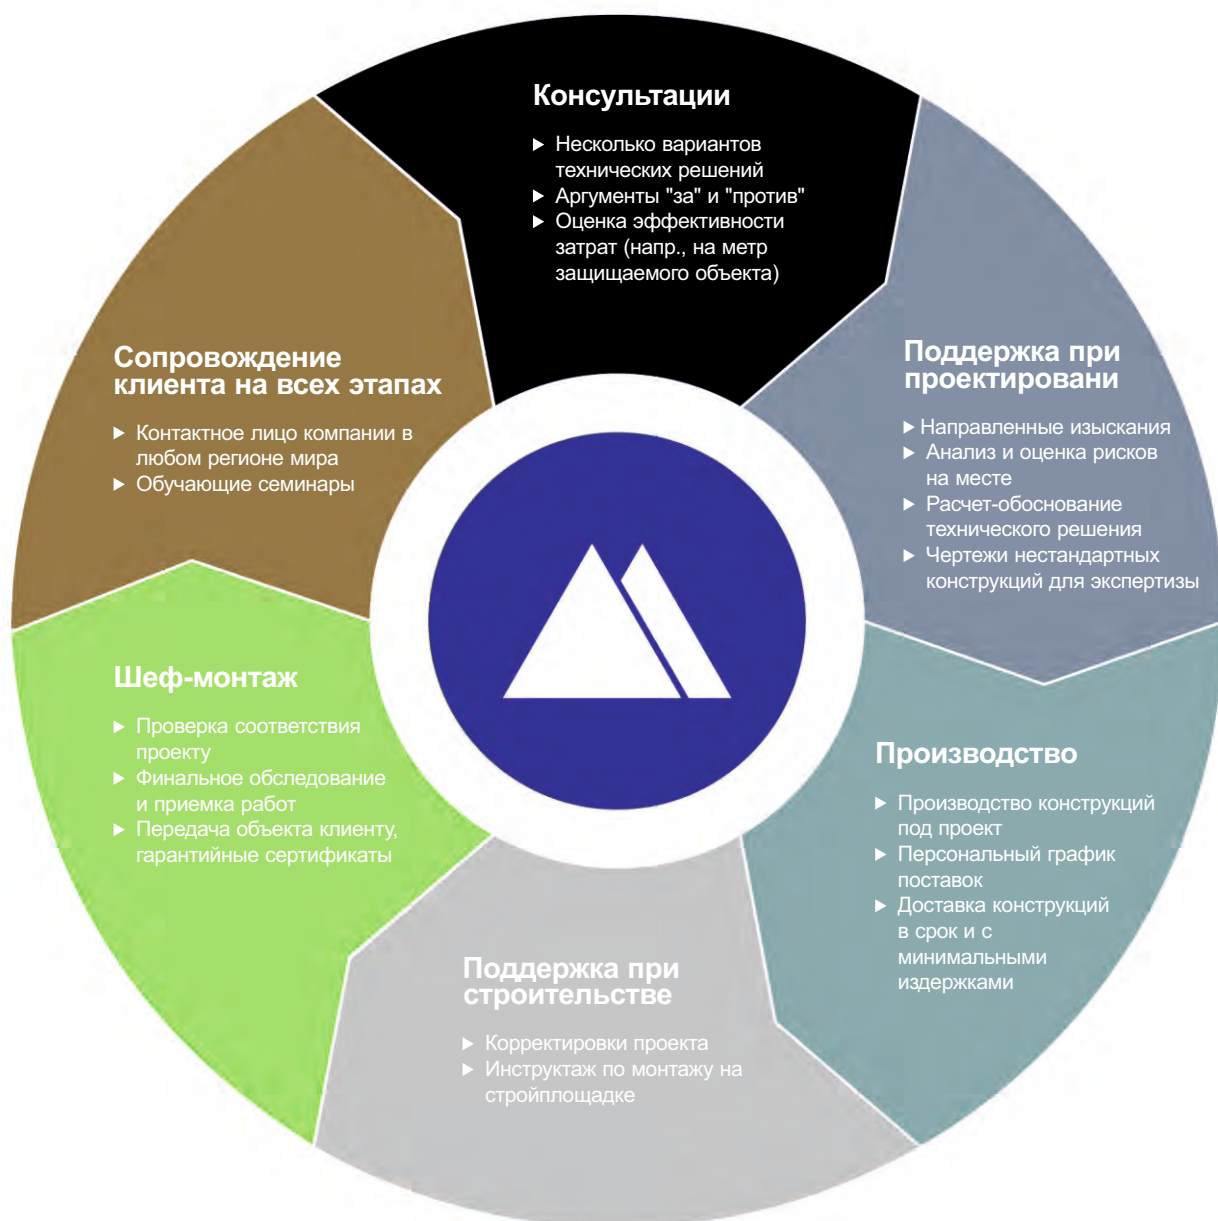 Консультации
► Несколько вариантов
технических решений
► Аргументы "за" и "против"
► Оценка эффективности
затрат (напр., на метр
защищаемого объекта)
Поддержка при
проектировани
► Направленные изыскания
► Анализ и оценка рисков
на месте
► Расчет-обоснование
технического решения
► Чертежи нестандартных
конструкций для экспертизы
Производство
► Производство конструкций
под проект
► Персональный график
поставок
► Доставка конструкций
в срок и с
минимальными
издержками
Поддержка при
строительстве
► Корректировки проекта
► Инструктаж по монтажу на
стройплощадке
Шеф-монтаж
► Проверка соответствия
проекту
► Финальное обследование
и приемка работ
► Передача объекта клиенту,
гарантийные сертификаты
Сопровождение
клиента на всех этапах
► Контактное лицо компании в
любом регионе мира
► Обучающие семинары